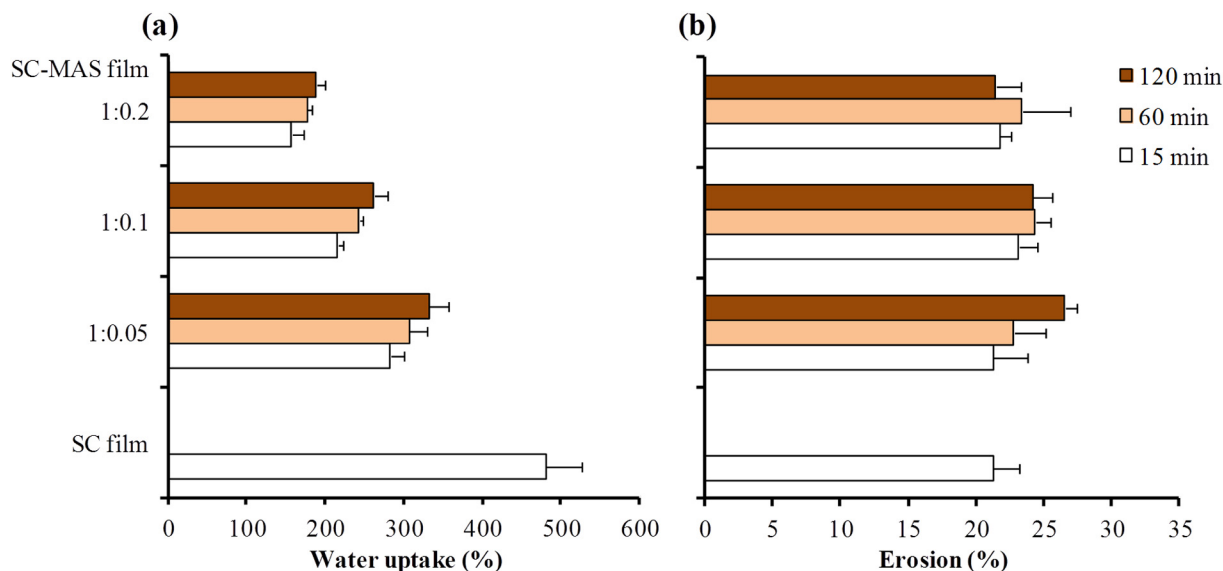 (a)
SC-MAS film
1:0.2
1:0.1
1:0.05
SC film
0 100 200 300 400 500 600
Water uptake (%)
(b)
120 min
60 min
15 min
0 5 10 15 20 25 30 35
Erosion (%)